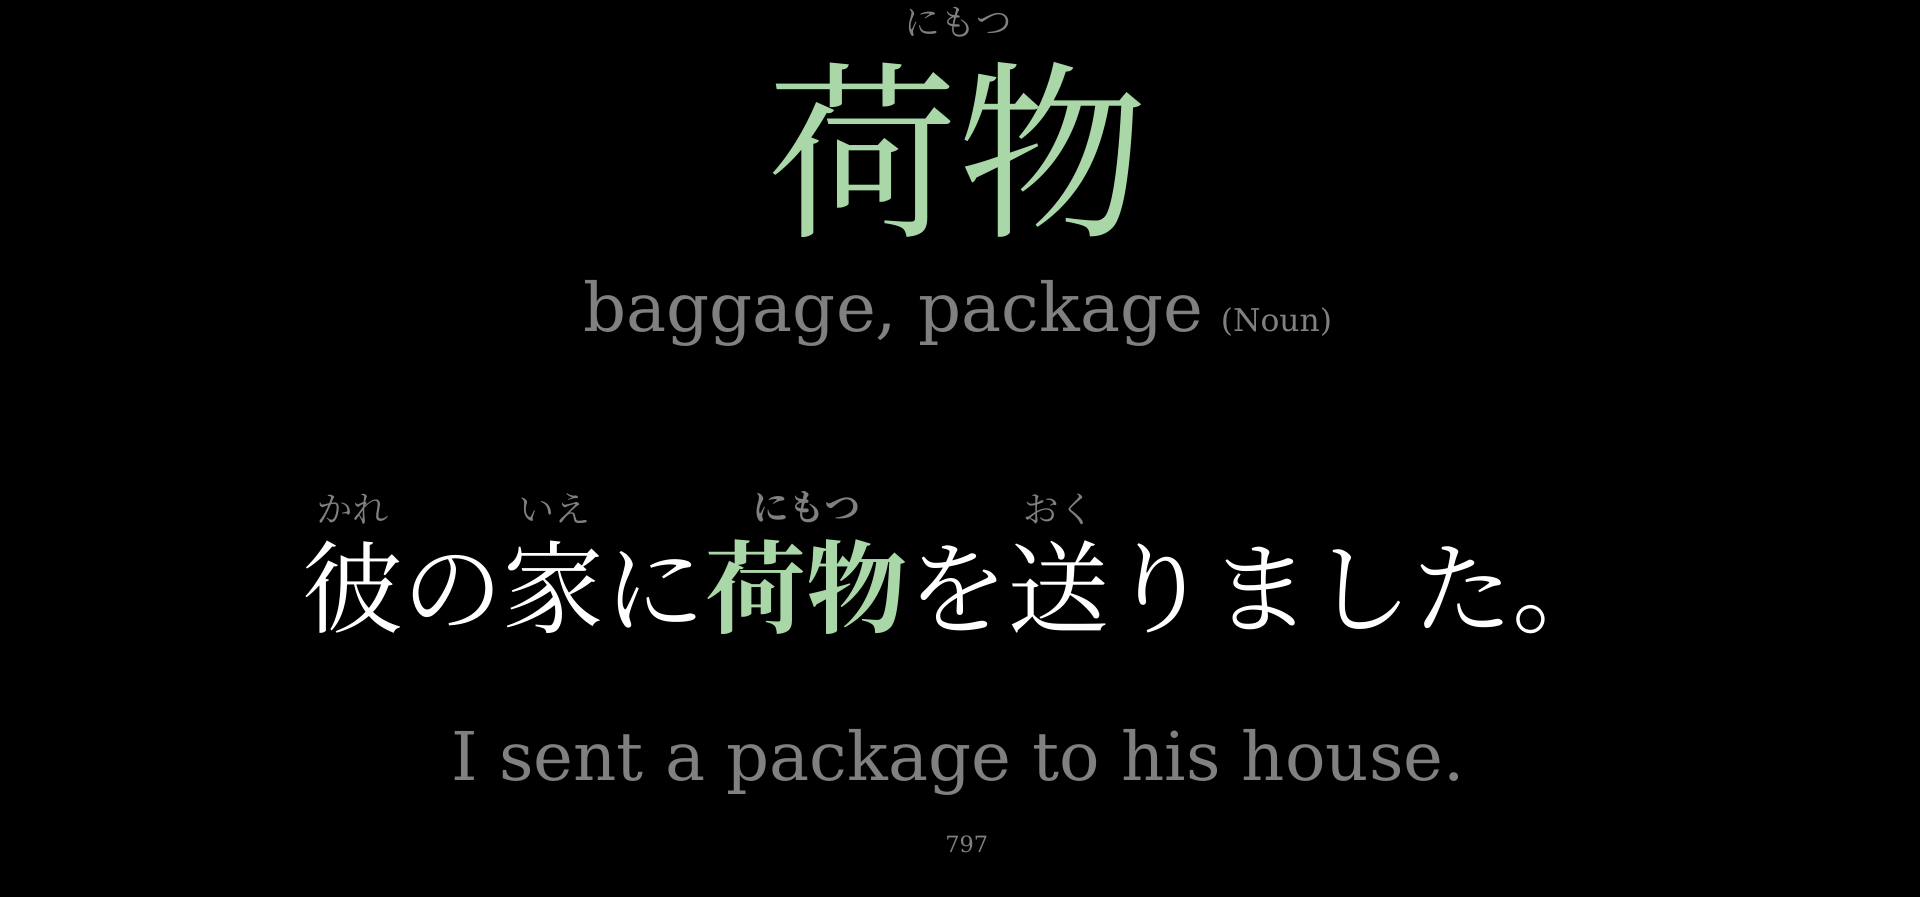 にもつ
荷物
baggage, package (Noun)
かれ いえ にもつ おく
彼の家に荷物を送りました。
I sent a package to his house.
797